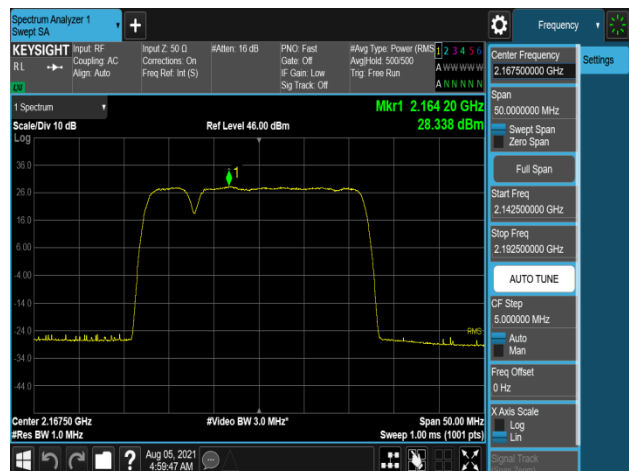 Spectrum Analyzer 1
Swept SA
Frequency
KEYSIGHT
RL
Input: RF
Coupling: AC
Align: Auto
Input Z: 50 Ω
Corrections: On
Freq Ref: Int (S)
#Atten: 16 dB
PNO: Fast
Gate: Off
IF Gain: Low
Sig Track: Off
#Avg Type: Power (RMS
Avg|Hold: 500/500
Trig: Free Run
1 2 3 4 5 6
A W W W W W
A N N N N N
Center Frequency
2.167500000 GHz
Settings
Span
50.0000000 MHz
Swept Span
Zero Span
Full Span
Start Freq
2.142500000 GHz
Stop Freq
2.192500000 GHz
AUTO TUNE
CF Step
5.000000 MHz
Auto
Man
Freq Offset
0 Hz
X Axis Scale
Log
Lin
Signal Track
(Span Zoom)
1 Spectrum
Scale/Div 10 dB
Log
Ref Level 46.00 dBm
Mkr1 2.164 20 GHz
28.338 dBm
36.0
26.0
16.0
6.00
-4.00
-14.0
-24.0
-34.0
-44.0
1
RMS
Center 2.16750 GHz
#Res BW 1.0 MHz
#Video BW 3.0 MHz*
Span 50.00 MHz
Sweep 1.00 ms (1001 pts)
?
Aug 05, 2021
4:59:47 AM